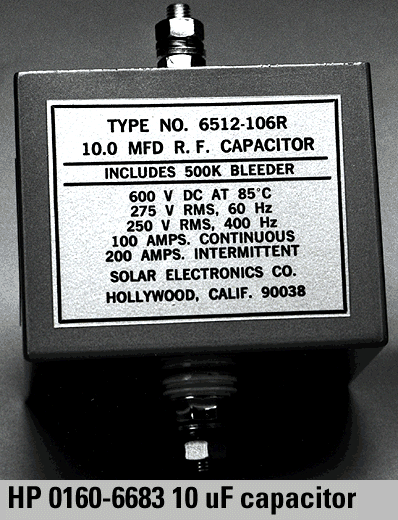 TYPE NO. 6512-106R
10.0 MFD R. F. CAPACITOR
INCLUDES 500K BLEEDER
600 V DC AT 85°C
275 V RMS, 60 Hz
250 V RMS, 400 Hz
100 AMPS. CONTINUOUS
200 AMPS. INTERMITTENT
SOLAR ELECTRONICS CO.
HOLLYWOOD, CALIF. 90038
HP 0160-6683 10 uF capacitor